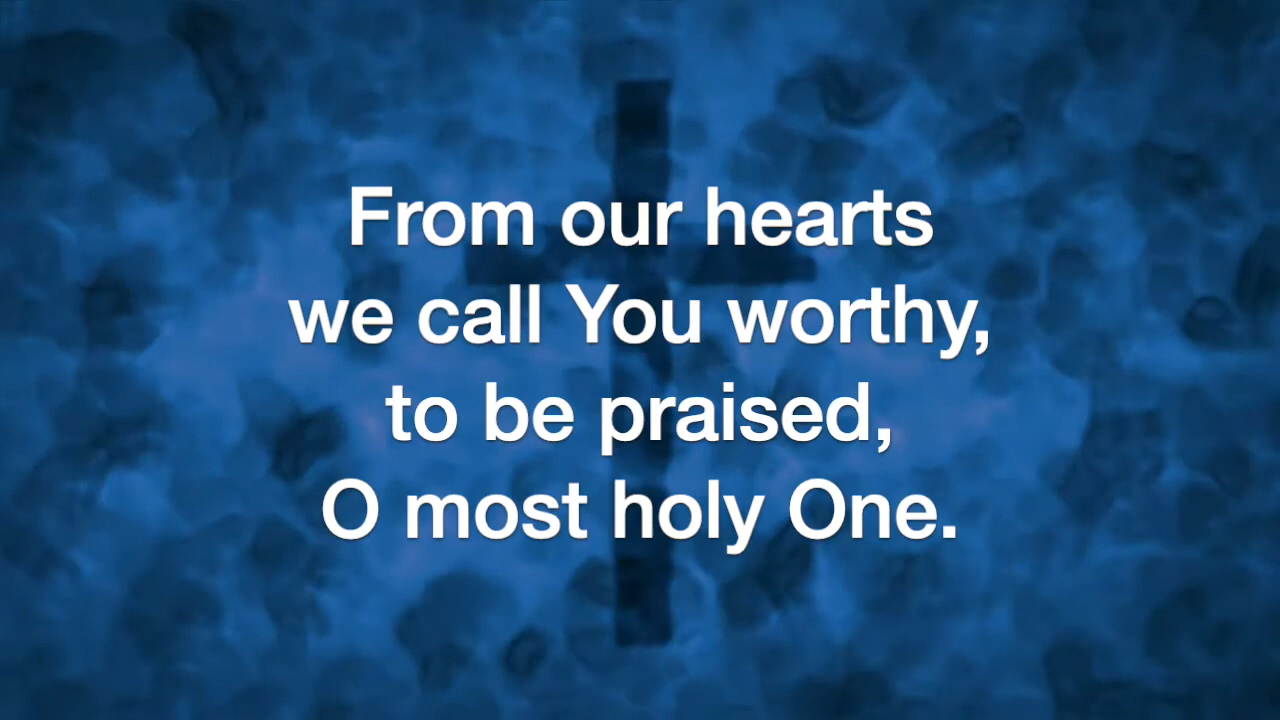 From our hearts
we call You worthy,
to be praised,
O most holy One.